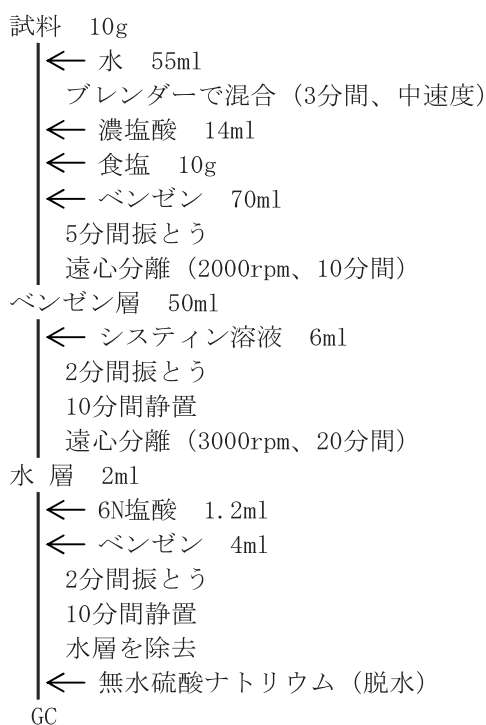 試料　10g
← 水　55ml
ブレンダーで混合（3分間、中速度）
← 濃塩酸　14ml
← 食塩　10g
← ベンゼン　70ml
5分間振とう
遠心分離（2000rpm、10分間）
ベンゼン層　50ml
← システィン溶液　6ml
2分間振とう
10分間静置
遠心分離（3000rpm、20分間）
水 層　2ml
← 6N塩酸　1.2ml
← ベンゼン　4ml
2分間振とう
10分間静置
水層を除去
← 無水硫酸ナトリウム（脱水）
GC